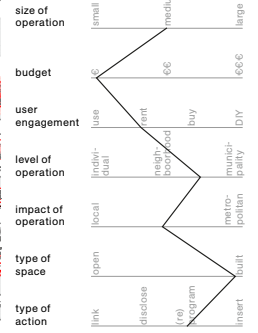 size of
operation
small
medi
large
budget
€
€€
€€€
user
engagement
use
rent
buy
DIY
level of
operation
indivi-
dual
neigh-
boorhood
munici-
pality
impact of
operation
local
metro-
politan
type of
space
open
built
type of
action
link
disclose
(re)
program
insert